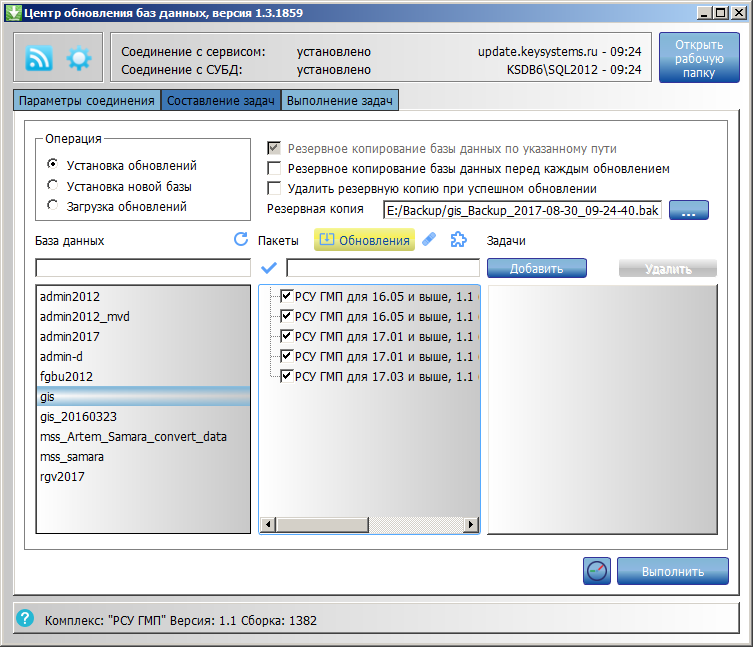 Центр обновления баз данных, версия 1.3.1859
Соединение с сервисом: установлено update.keysystems.ru - 09:24
Соединение с СУБД: установлено KSDB6\SQL2012 - 09:24
Открыть
рабочую
папку
Параметры соединения Составление задач Выполнение задач
Операция
Установка обновлений
Установка новой базы
Загрузка обновлений
Резервное копирование базы данных по указанному пути
Резервное копирование базы данных перед каждым обновлением
Удалить резервную копию при успешном обновлении
Резервная копия E:/Backup/gis_Backup_2017-08-30_09-24-40.bak ...
База данных Пакеты Обновления Задачи
Добавить Удалить
admin2012
admin2012_mvd
admin2017
admin-d
fgbu2012
gis
gis_20160323
mss_Artem_Samara_convert_data
mss_samara
rgv2017
РСУ ГМП для 16.05 и выше, 1.1
РСУ ГМП для 16.05 и выше, 1.1
РСУ ГМП для 17.01 и выше, 1.1
РСУ ГМП для 17.01 и выше, 1.1
РСУ ГМП для 17.03 и выше, 1.1
Выполнить
? Комплекс: "РСУ ГМП" Версия: 1.1 Сборка: 1382